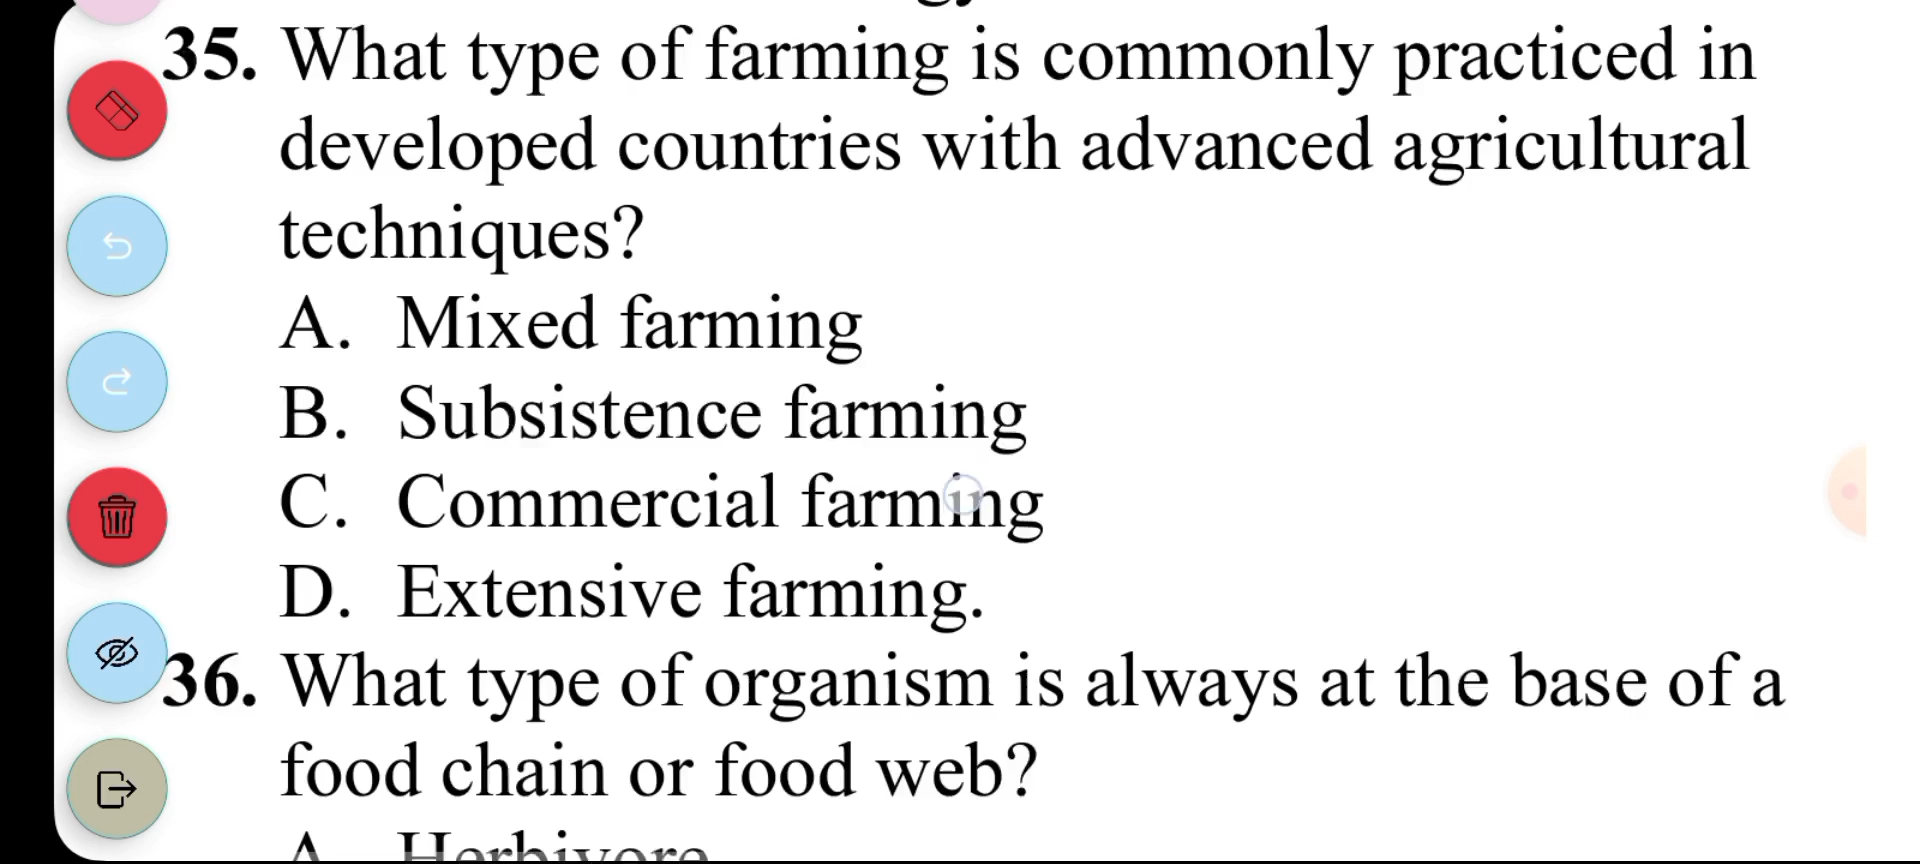 35. What type of farming is commonly practiced in
developed countries with advanced agricultural
techniques?
A. Mixed farming
B. Subsistence farming
C. Commercial farming
D. Extensive farming.
36. What type of organism is always at the base of a
food chain or food web?
A. Herbivore